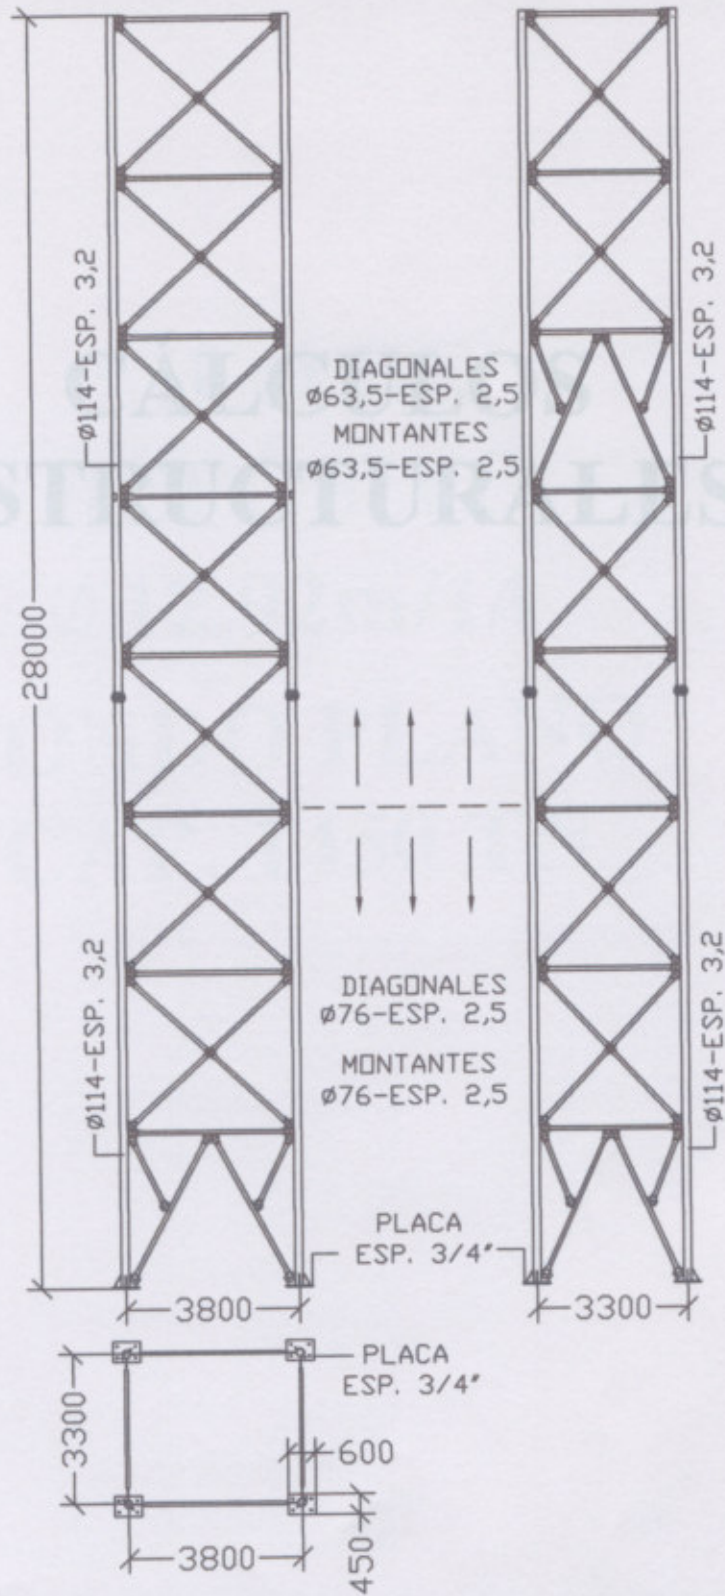 28000
Ø114-ESP. 3,2
Ø114-ESP. 3,2
DIAGONALES
Ø63,5-ESP. 2,5
MONTANTES
Ø63,5-ESP. 2,5
Ø114-ESP. 3,2
Ø114-ESP. 3,2
DIAGONALES
Ø76-ESP. 2,5
MONTANTES
Ø76-ESP. 2,5
PLACA
ESP. 3/4"
3800
3300
PLACA
ESP. 3/4"
3300
600
3800
450
CÁLCULOS
STRUCTURALES